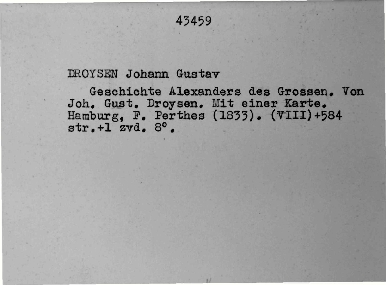 43459
DROYSEN Johann Gustav
Geschichte Alexanders des Grossen. Von
Joh. Gust. Droysen. Mit einer Karte.
Hamburg, F. Perthes (1833). (VIII)+584
str.+1 zvd. 8°.